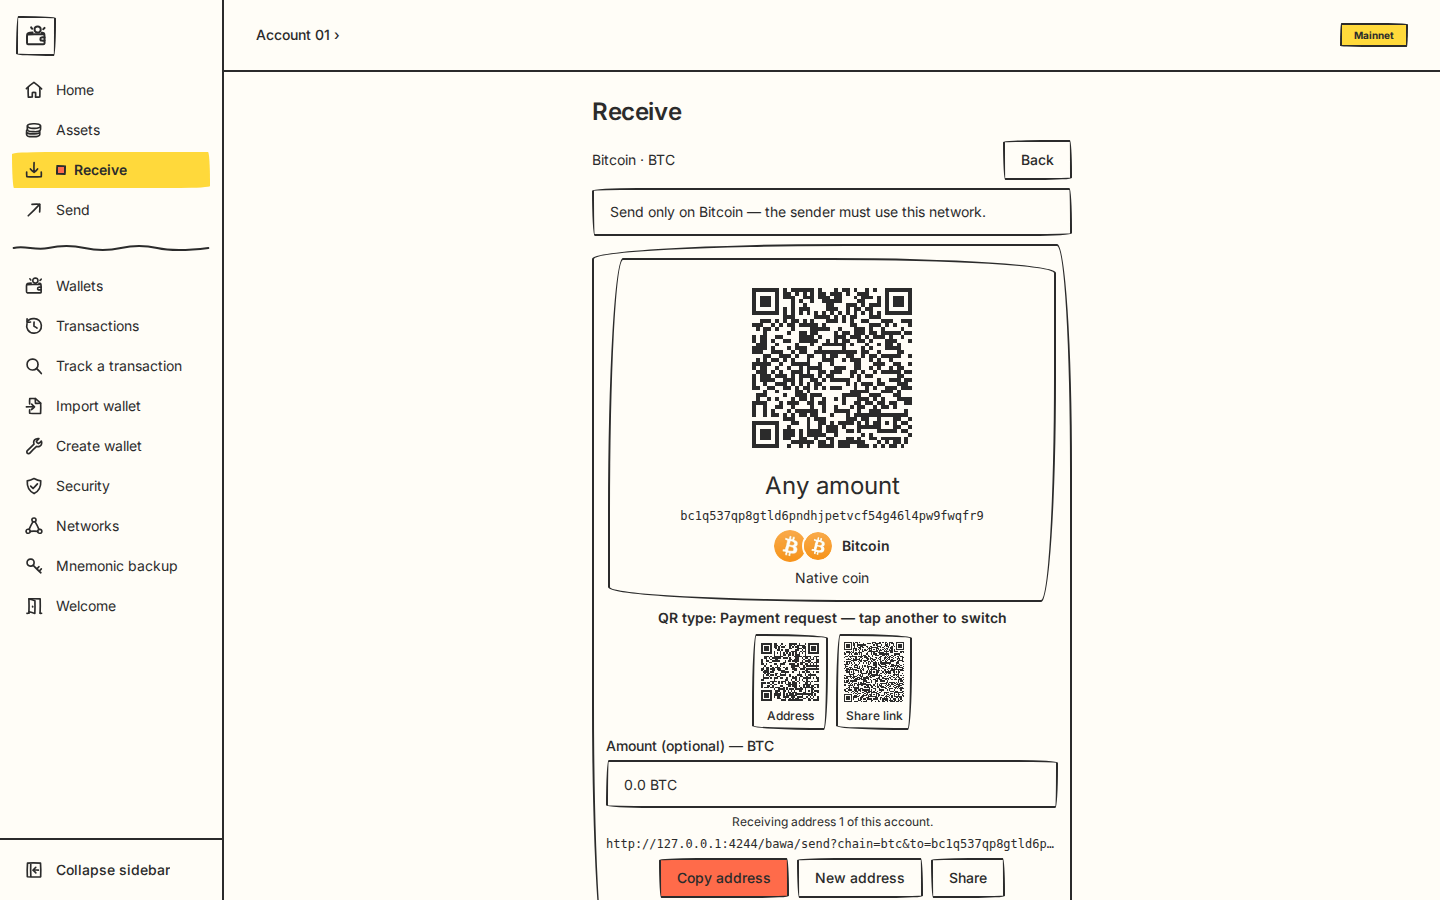 Account 01 ›
Mainnet
Home
Assets
Receive
Send
Wallets
Transactions
Track a transaction
Import wallet
Create wallet
Security
Networks
Mnemonic backup
Welcome
Collapse sidebar
Receive
Bitcoin · BTC
Back
Send only on Bitcoin — the sender must use this network.
Any amount
bc1q537qp8gtld6pndhjpetvcf54g46l4pw9fwqfr9
Bitcoin
Native coin
QR type: Payment request — tap another to switch
Address
Share link
Amount (optional) — BTC
0.0 BTC
Receiving address 1 of this account.
http://127.0.0.1:4244/bawa/send?chain=btc&to=bc1q537qp8gtld6p…
Copy address
New address
Share